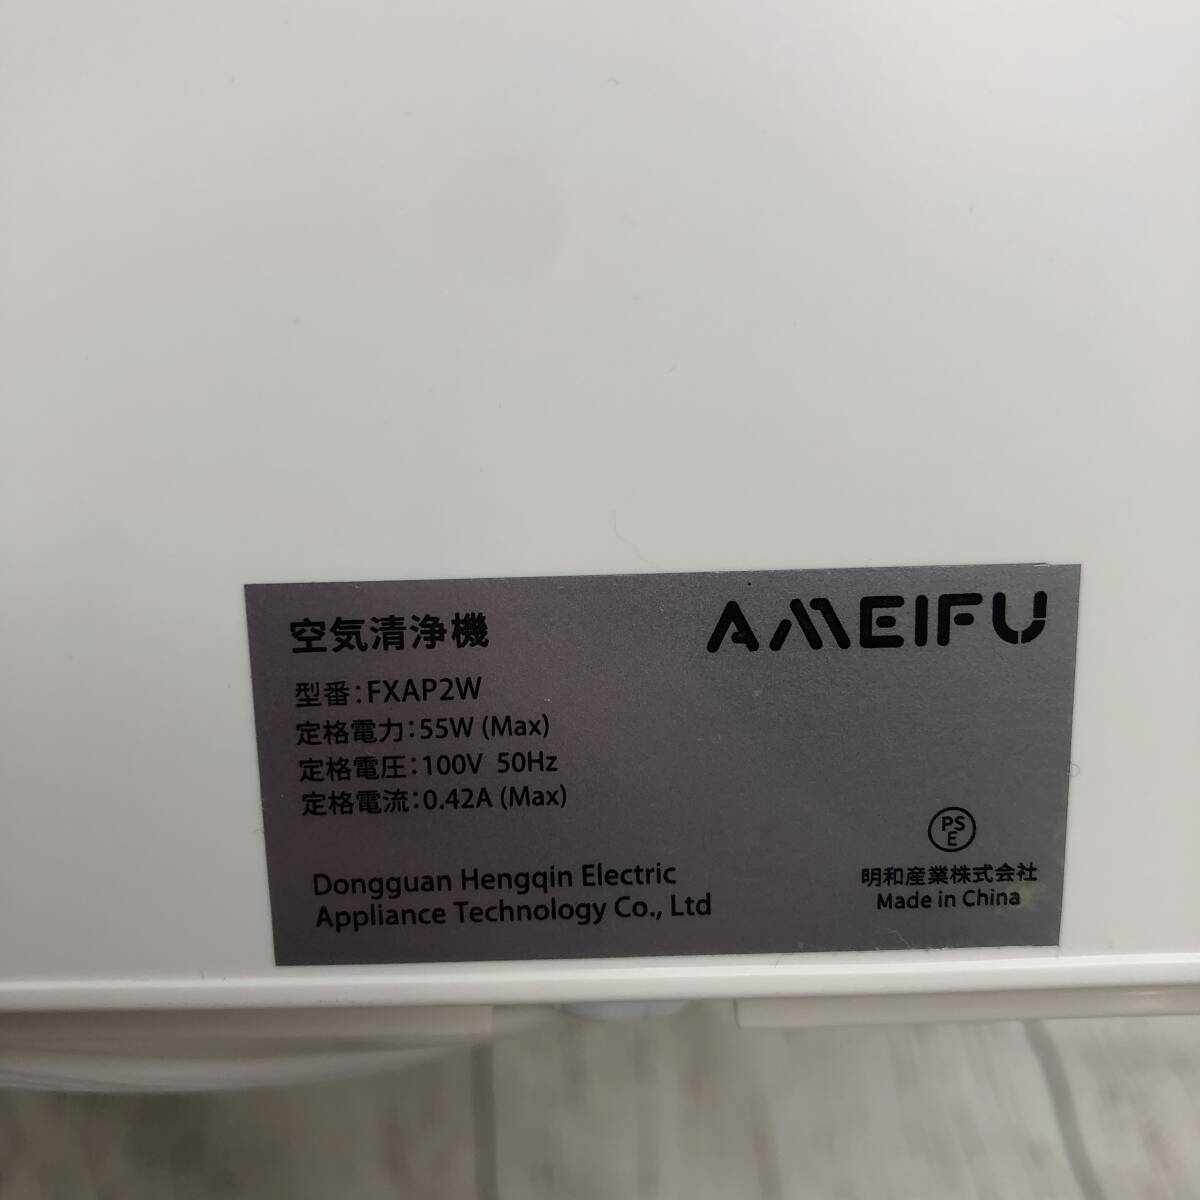 空気清浄機
AMEIFU
型番:FXAP2W
定格電力:55W (Max)
定格電圧:100V 50Hz
定格電流:0.42A (Max)
Dongguan Hengqin Electric
Appliance Technology Co., Ltd
PS
E
明和産業株式会社
Made in China